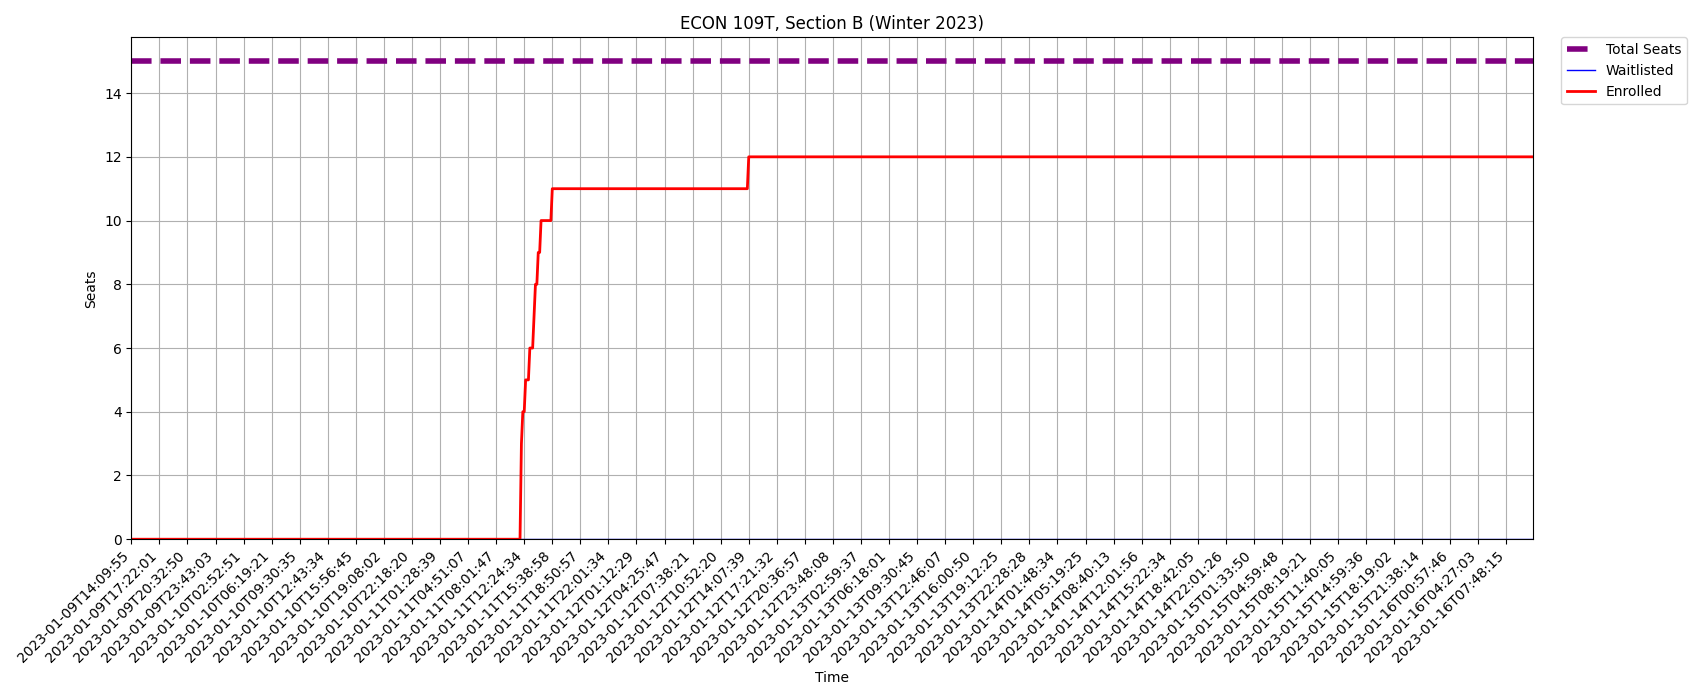 ECON 109T, Section B (Winter 2023)
Total Seats
Waitlisted
Enrolled
Seats
14
12
10
8
6
4
2
0
2023-01-09T14:09:55
2023-01-09T17:22:01
2023-01-09T20:32:50
2023-01-09T23:43:03
2023-01-10T02:52:51
2023-01-10T06:19:21
2023-01-10T09:30:35
2023-01-10T12:43:34
2023-01-10T15:56:45
2023-01-10T19:08:02
2023-01-10T22:18:20
2023-01-11T01:28:39
2023-01-11T04:51:07
2023-01-11T08:01:47
2023-01-11T12:24:34
2023-01-11T15:38:58
2023-01-11T18:50:57
2023-01-11T22:01:34
2023-01-12T01:12:29
2023-01-12T04:25:47
2023-01-12T07:38:21
2023-01-12T10:52:20
2023-01-12T14:07:39
2023-01-12T17:21:32
2023-01-12T20:36:57
2023-01-12T23:48:08
2023-01-13T02:59:37
2023-01-13T06:18:01
2023-01-13T09:30:45
2023-01-13T12:46:07
2023-01-13T16:00:50
2023-01-13T19:12:25
2023-01-13T22:28:28
2023-01-14T01:48:34
2023-01-14T05:19:25
2023-01-14T08:40:13
2023-01-14T12:01:56
2023-01-14T15:22:34
2023-01-14T18:42:05
2023-01-14T22:01:26
2023-01-15T01:33:50
2023-01-15T04:59:48
2023-01-15T08:19:21
2023-01-15T11:40:05
2023-01-15T14:59:36
2023-01-15T18:19:02
2023-01-15T21:38:14
2023-01-16T00:57:46
2023-01-16T04:27:03
2023-01-16T07:48:15
Time